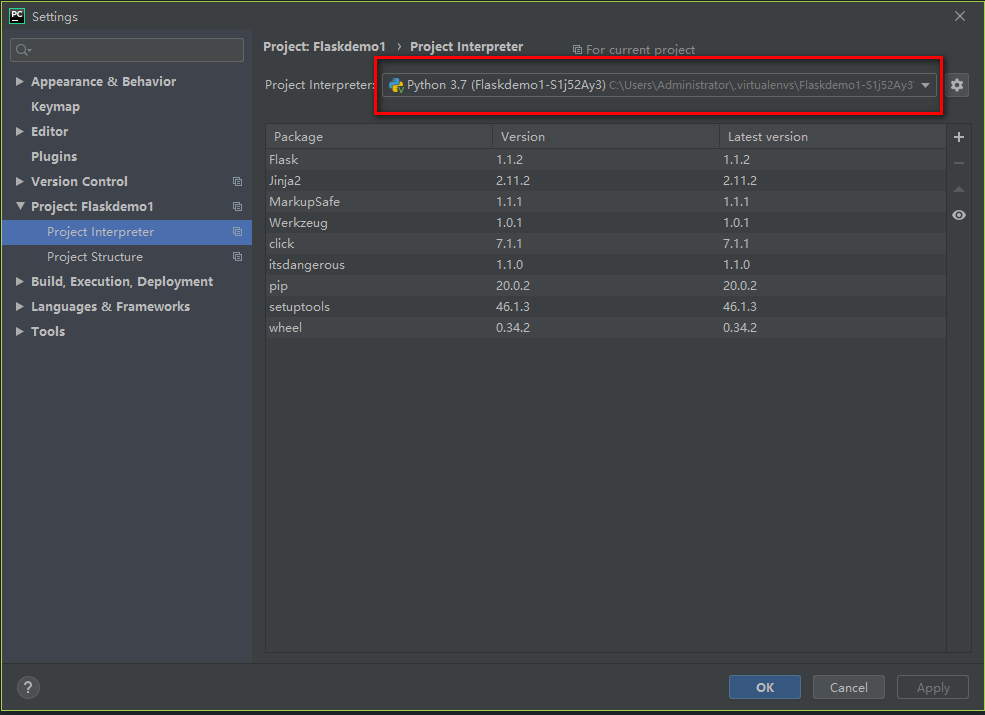 PC Settings
Project: Flaskdemo1 › Project Interpreter For current project
Appearance & Behavior
Keymap
Editor
Plugins
Version Control
Project: Flaskdemo1
Project Interpreter
Project Structure
Build, Execution, Deployment
Languages & Frameworks
Tools
Project Interpreter: Python 3.7 (Flaskdemo1-S1j52Ay3) C:\Users\Administrator\.virtualenvs\Flaskdemo1-S1j52Ay3\
Package Version Latest version
Flask 1.1.2 1.1.2
Jinja2 2.11.2 2.11.2
MarkupSafe 1.1.1 1.1.1
Werkzeug 1.0.1 1.0.1
click 7.1.1 7.1.1
itsdangerous 1.1.0 1.1.0
pip 20.0.2 20.0.2
setuptools 46.1.3 46.1.3
wheel 0.34.2 0.34.2
? OK Cancel Apply